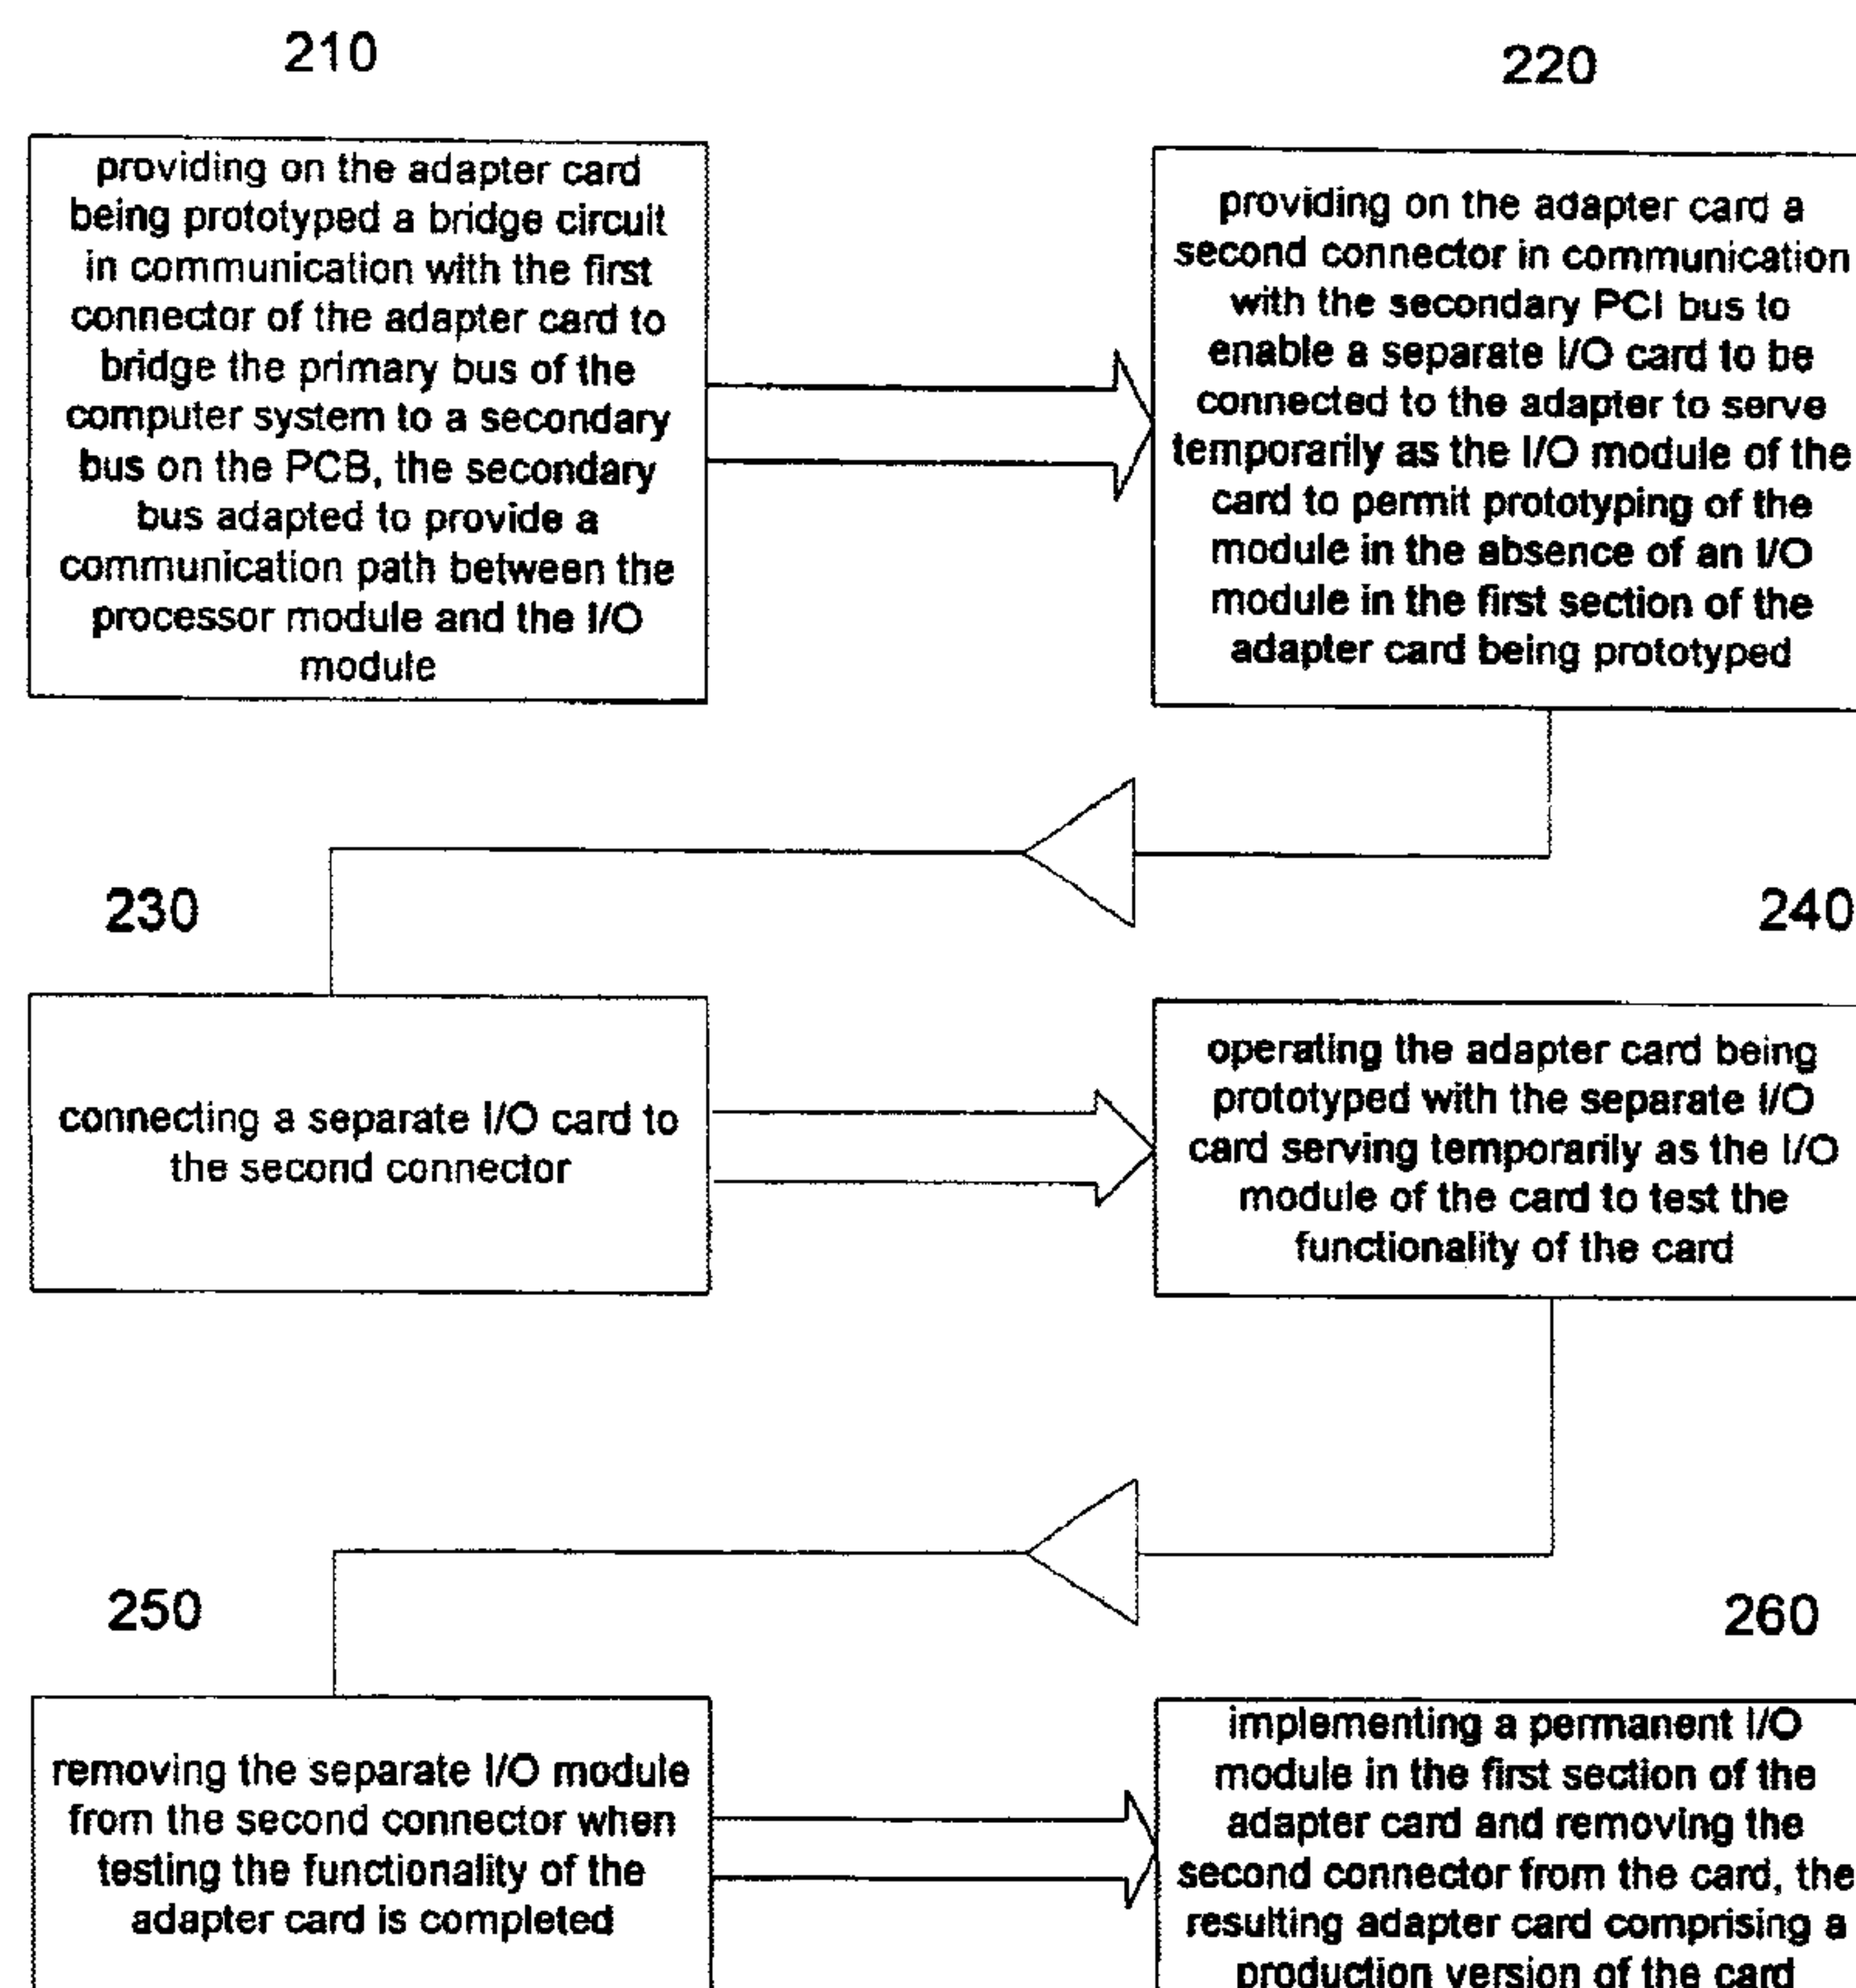 210
providing on the adapter card
being prototyped a bridge circuit
in communication with the first
connector of the adapter card to
bridge the primary bus of the
computer system to a secondary
bus on the PCB, the secondary
bus adapted to provide a
communication path between the
processor module and the I/O
module
220
providing on the adapter card a
second connector in communication
with the secondary PCI bus to
enable a separate I/O card to be
connected to the adapter to serve
temporarily as the I/O module of the
card to permit prototyping of the
module in the absence of an I/O
module in the first section of the
adapter card being prototyped
230
connecting a separate I/O card to
the second connector
240
operating the adapter card being
prototyped with the separate I/O
card serving temporarily as the I/O
module of the card to test the
functionality of the card
250
removing the separate I/O module
from the second connector when
testing the functionality of the
adapter card is completed
260
implementing a permanent I/O
module in the first section of the
adapter card and removing the
second connector from the card, the
resulting adapter card comprising a
production version of the card